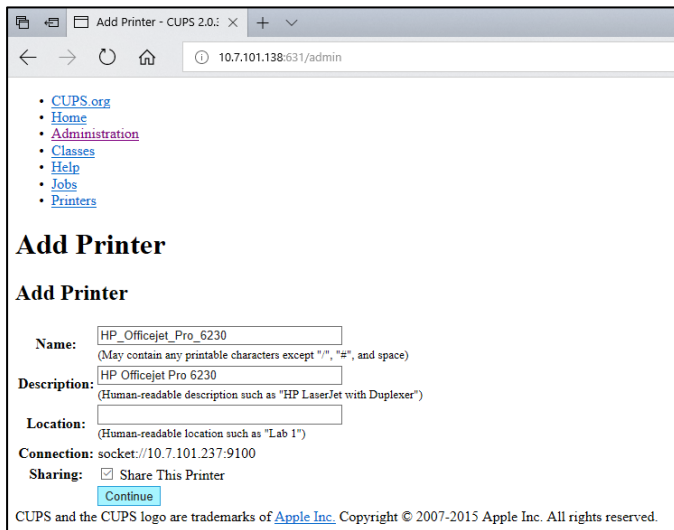 Add Printer - CUPS 2.0.:
10.7.101.138:631/admin
CUPS.org
Home
Administration
Classes
Help
Jobs
Printers
Add Printer
Add Printer
Name: HP_Officejet_Pro_6230
(May contain any printable characters except "/", "#", and space)
Description: HP Officejet Pro 6230
(Human-readable description such as "HP LaserJet with Duplexer")
Location:
(Human-readable location such as "Lab 1")
Connection: socket://10.7.101.237:9100
Sharing: Share This Printer
Continue
CUPS and the CUPS logo are trademarks of Apple Inc. Copyright © 2007-2015 Apple Inc. All rights reserved.